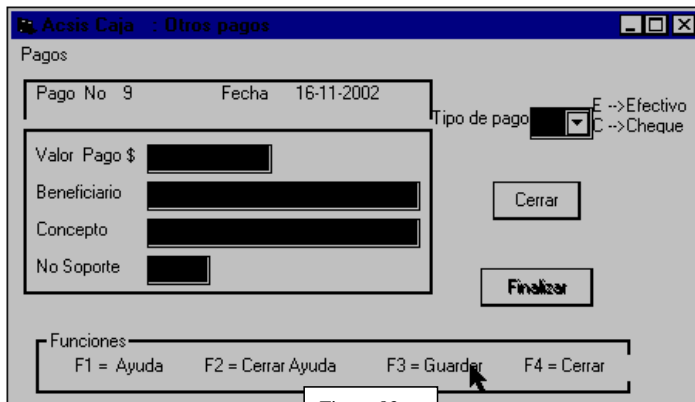 Acsis Caja : Otros pagos
Pagos
Pago No 9 Fecha 16-11-2002
Tipo de pago
E -->Efectivo
C -->Cheque
Valor Pago $
Beneficiario
Concepto
No Soporte
Cerrar
Finalizar
Funciones
F1 = Ayuda F2 = Cerrar Ayuda F3 = Guardar F4 = Cerrar